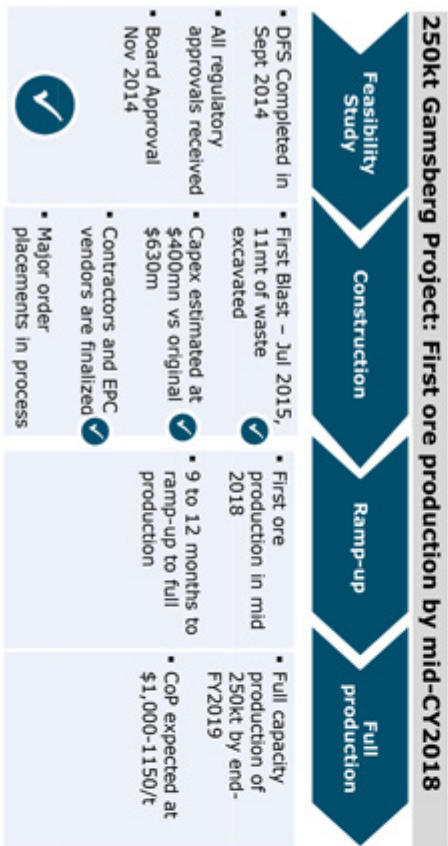 250kt Gamsberg Project: First ore production by mid-CY2018
Feasibility
Study
▪ DFS Completed in
Sept 2014
▪ All regulatory
approvals received
▪ Board Approval
Nov 2014
Construction
▪ First Blast – Jul 2015,
11mt of waste
excavated
▪ Capex estimated at
$400mn vs original
$630m
▪ Contractors and EPC
vendors are finalized
▪ Major order
placements in process
Ramp-up
▪ First ore
production in mid
2018
▪ 9 to 12 months to
ramp-up to full
production
Full
production
▪ Full capacity
production of
250kt by end-
FY2019
▪ CoP expected at
$1,000-1150/t